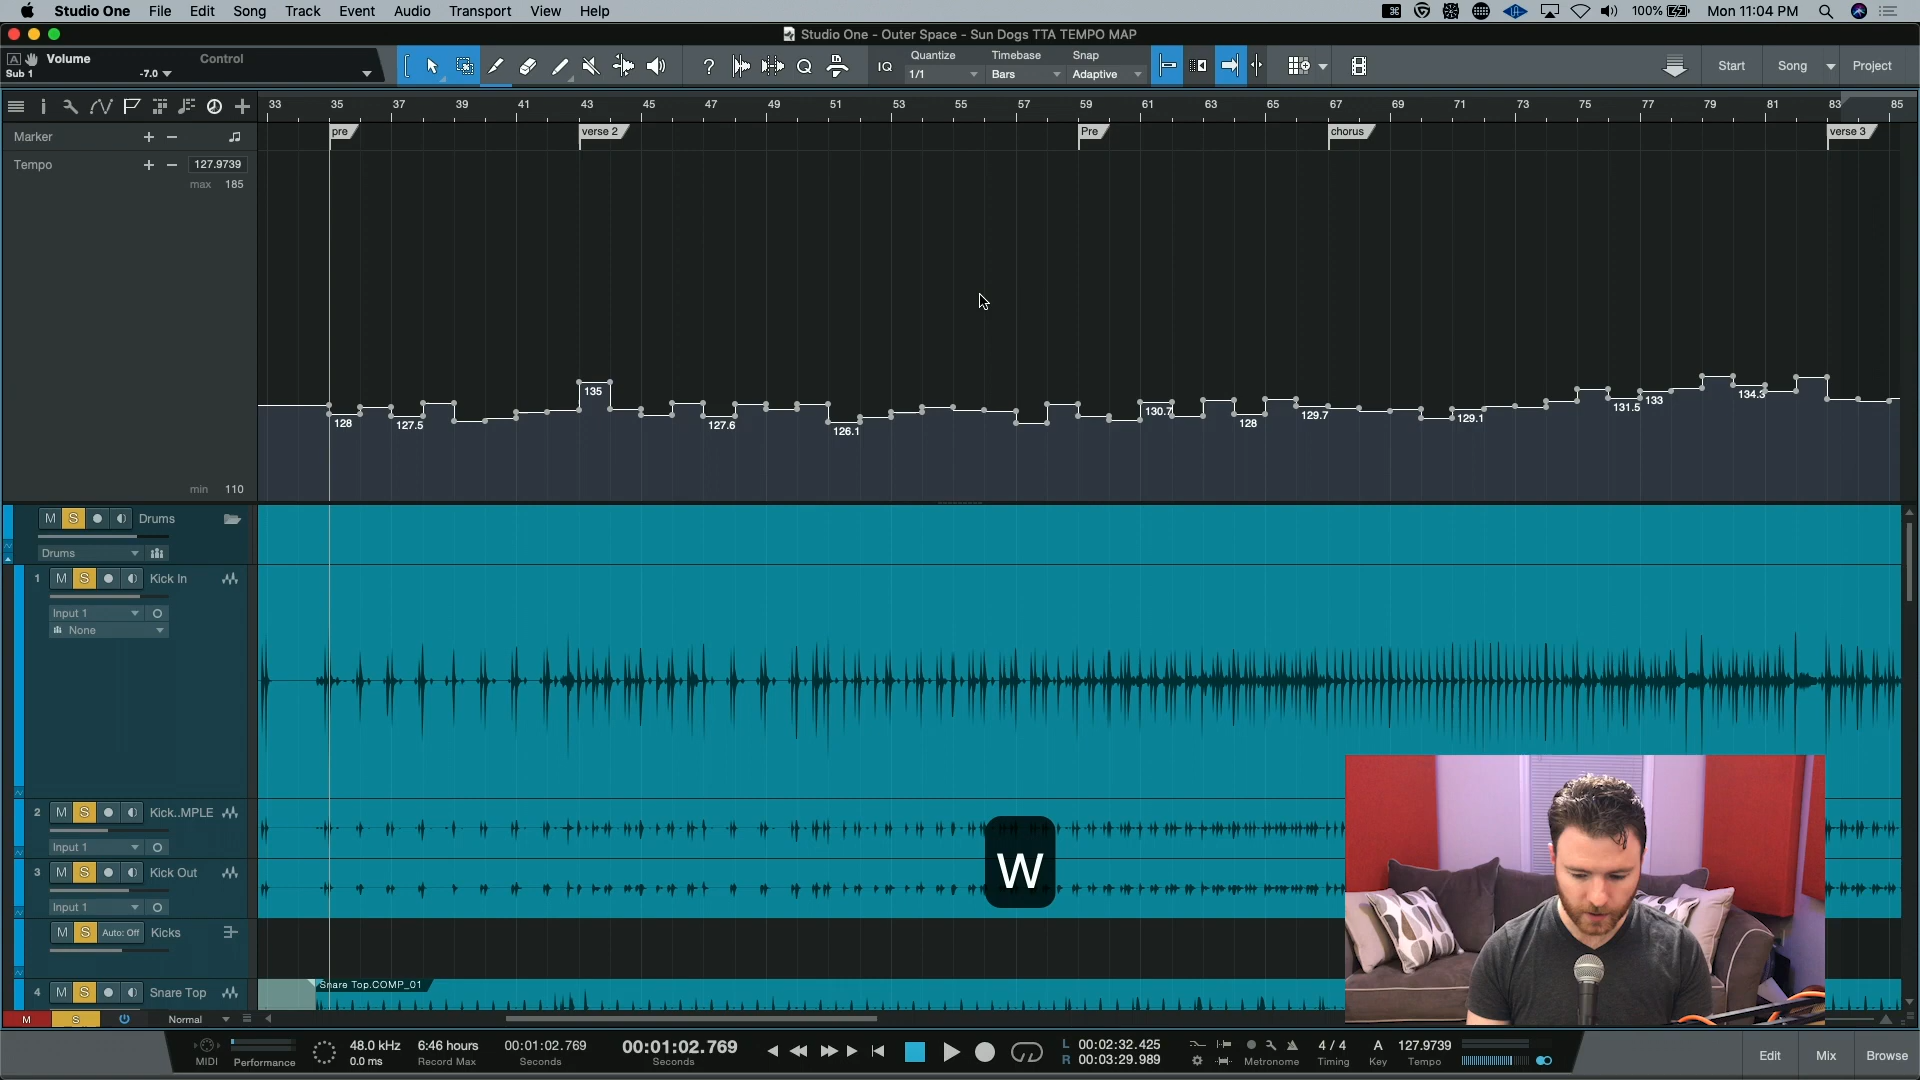 Studio One File Edit Song Track Event Audio Transport View Help
100% Mon 11:04 PM
Studio One - Outer Space - Sun Dogs TTA TEMPO MAP
Volume Control
Sub 1 -7.0
? Q IQ
Quantize Timebase Snap
1/1 Bars Adaptive
Start Song Project
33 35 37 39 41 43 45 47 49 51 53 55 57 59 61 63 65 67 69 71 73 75 77 79 81 83 85
Marker + -
pre verse 2 Pre chorus verse 3
Tempo + - 127.9739
max 185
135
128 127.5 127.6 126.1 130.7 128 129.7 129.1 131.5 133 134.3
min 110
M S Drums
Drums
1 M S Kick In
Input 1
None
2 M S Kick..MPLE
Input 1
3 M S Kick Out
Input 1
W
M S Auto: Off Kicks
4 M S Snare Top
Snare Top.COMP_01
M S Normal
MIDI
Performance
48.0 kHz
0.0 ms
6:46 hours
Record Max
00:01:02.769
Seconds
00:01:02.769
Seconds
L 00:02:32.425
R 00:03:29.989
Metronome
4 / 4
Timing
A
Key
127.9739
Tempo
Edit Mix Browse